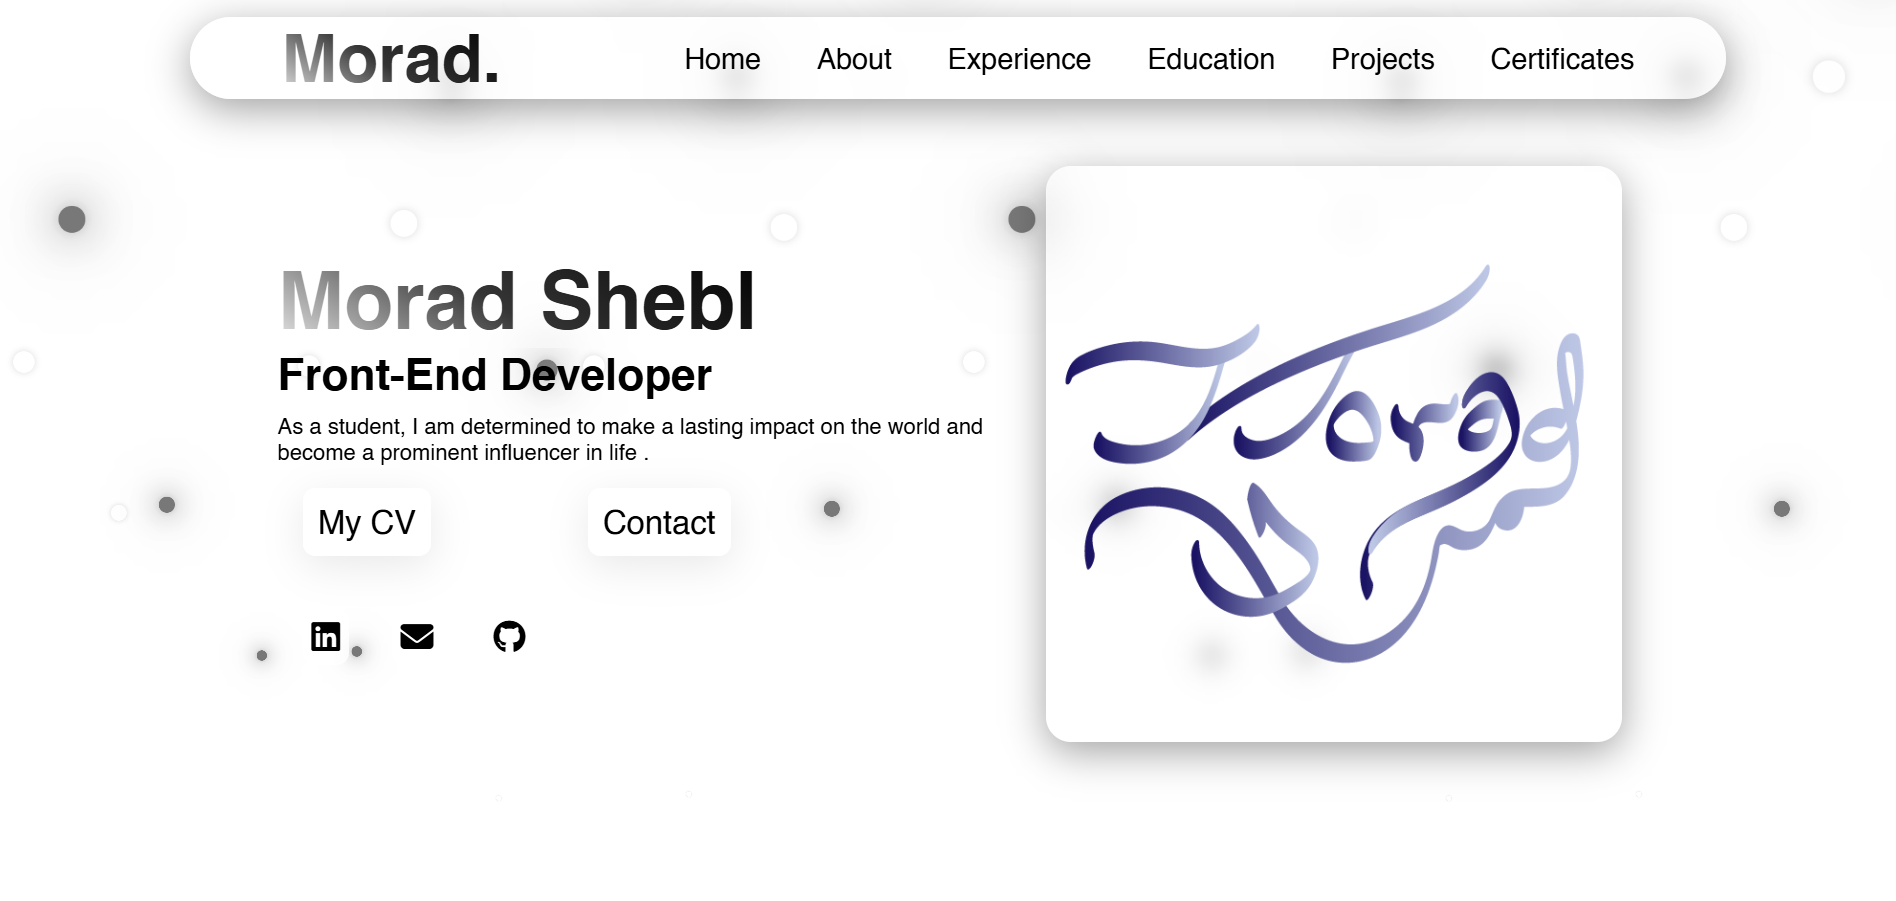 Morad.
Home About Experience Education Projects Certificates
Morad Shebl
Front-End Developer
As a student, I am determined to make a lasting impact on the world and
become a prominent influencer in life .
My CV Contact
in
Morad